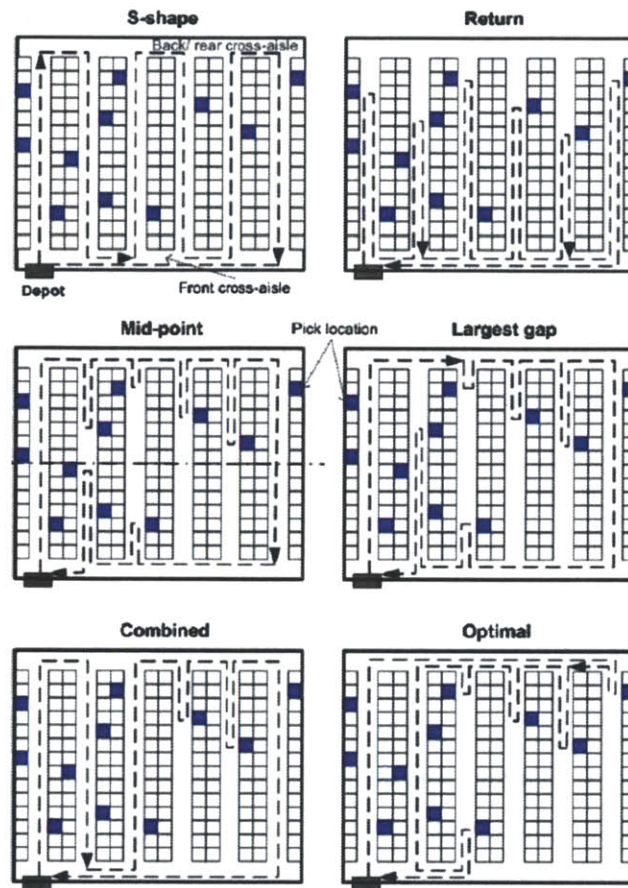 S-shape
Return
Back/ rear cross-aisle
Depot
Front cross-aisle
Mid-point
Pick location
Largest gap
Combined
Optimal